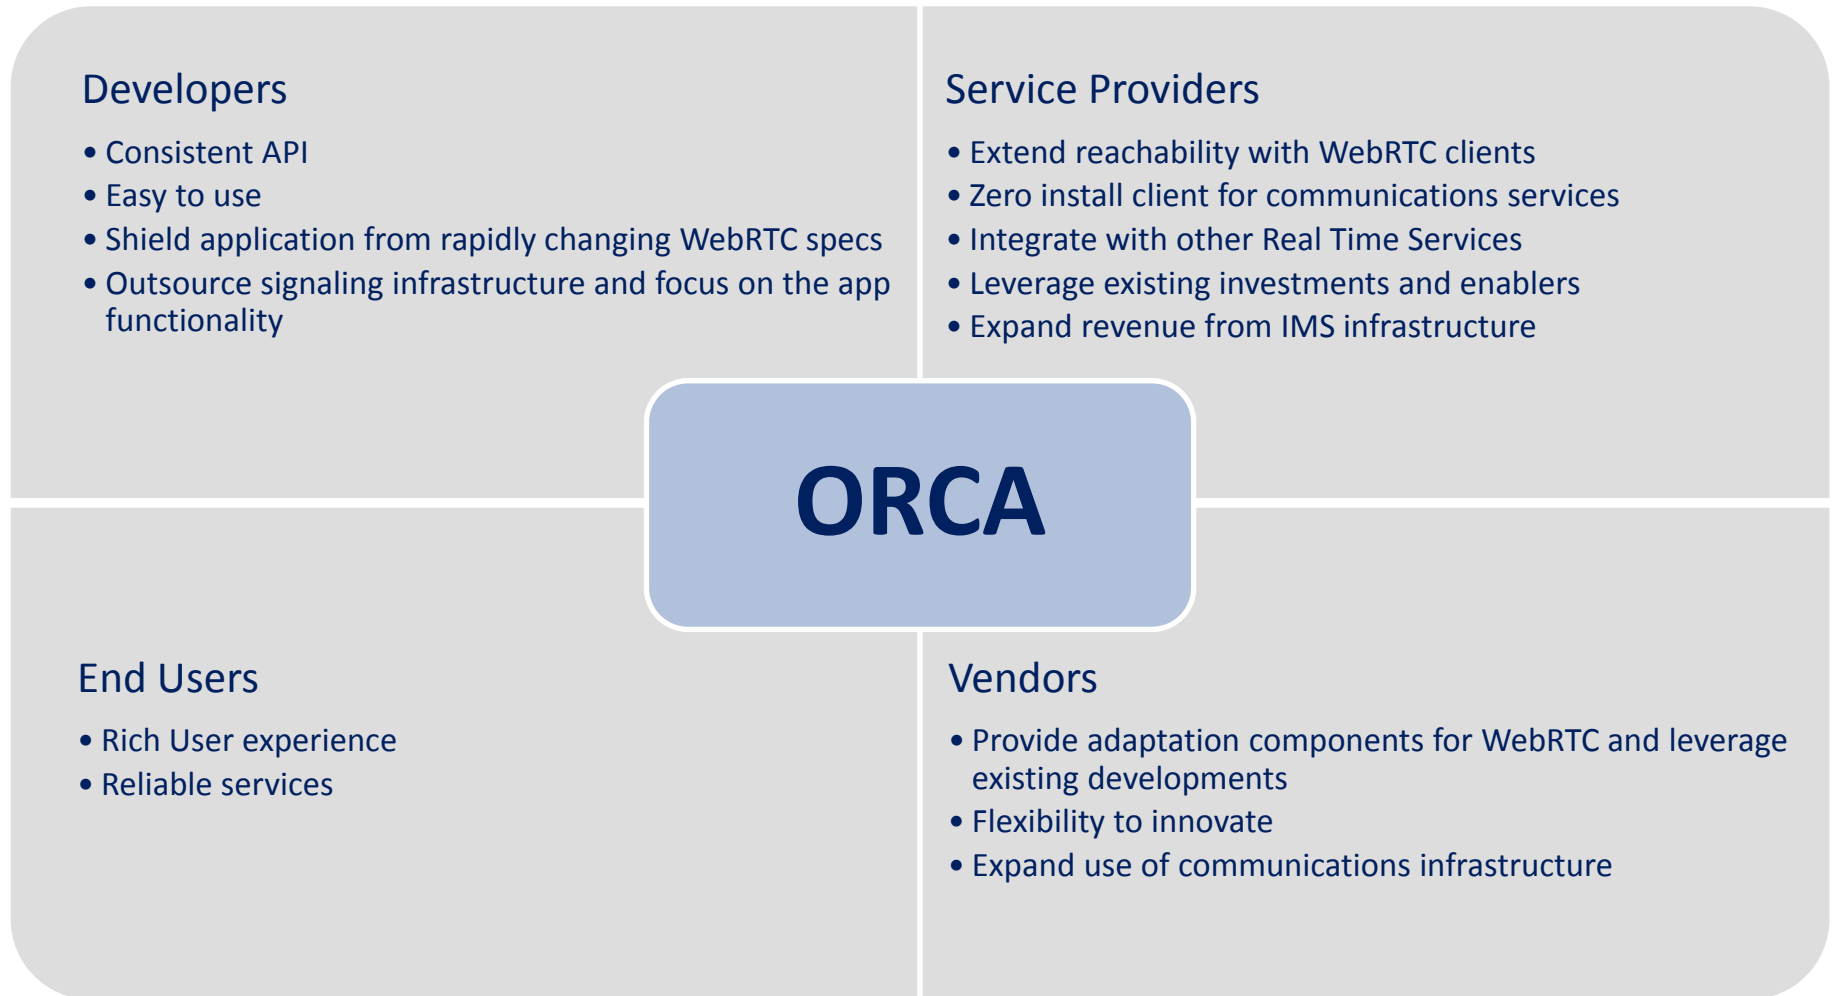 Developers
• Consistent API
• Easy to use
• Shield application from rapidly changing WebRTC specs
• Outsource signaling infrastructure and focus on the app
functionality
Service Providers
• Extend reachability with WebRTC clients
• Zero install client for communications services
• Integrate with other Real Time Services
• Leverage existing investments and enablers
• Expand revenue from IMS infrastructure
ORCA
End Users
• Rich User experience
• Reliable services
Vendors
• Provide adaptation components for WebRTC and leverage
existing developments
• Flexibility to innovate
• Expand use of communications infrastructure